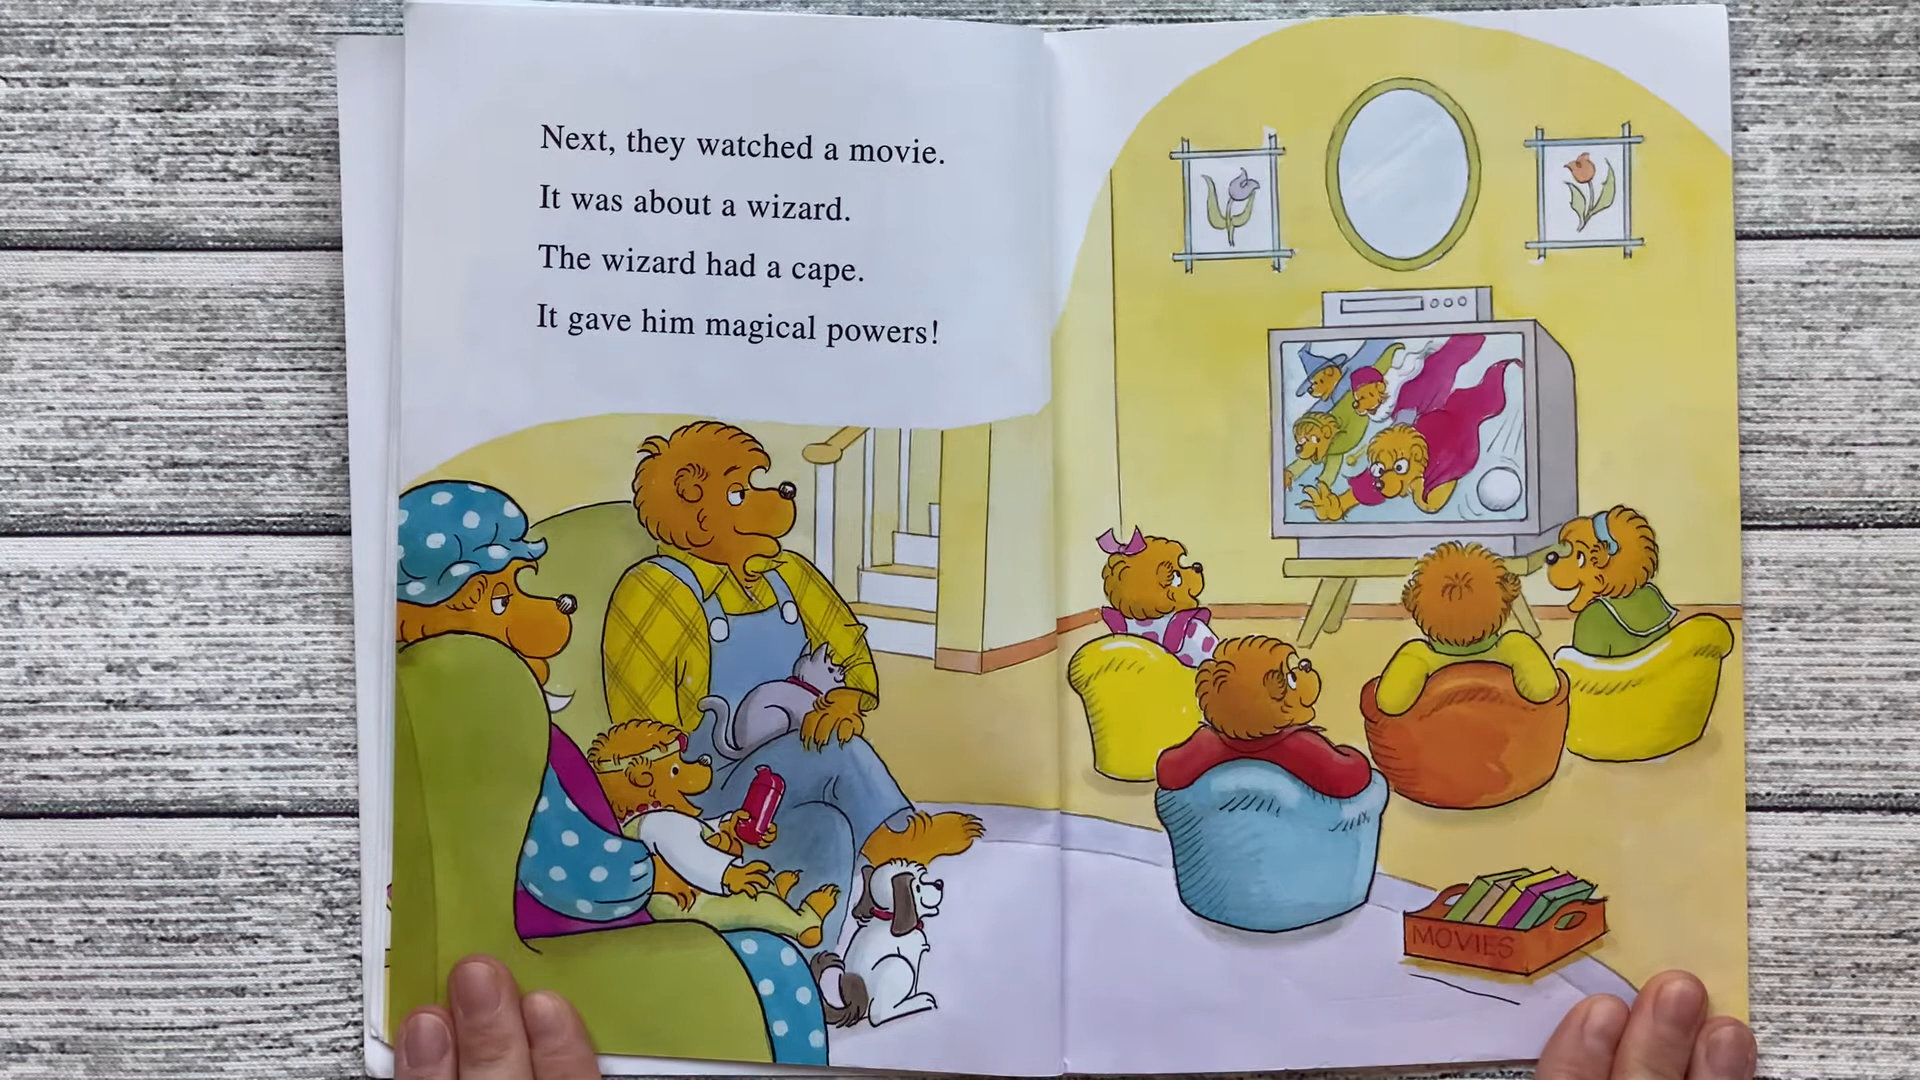 Next, they watched a movie.
It was about a wizard.
The wizard had a cape.
It gave him magical powers!
MOVIES